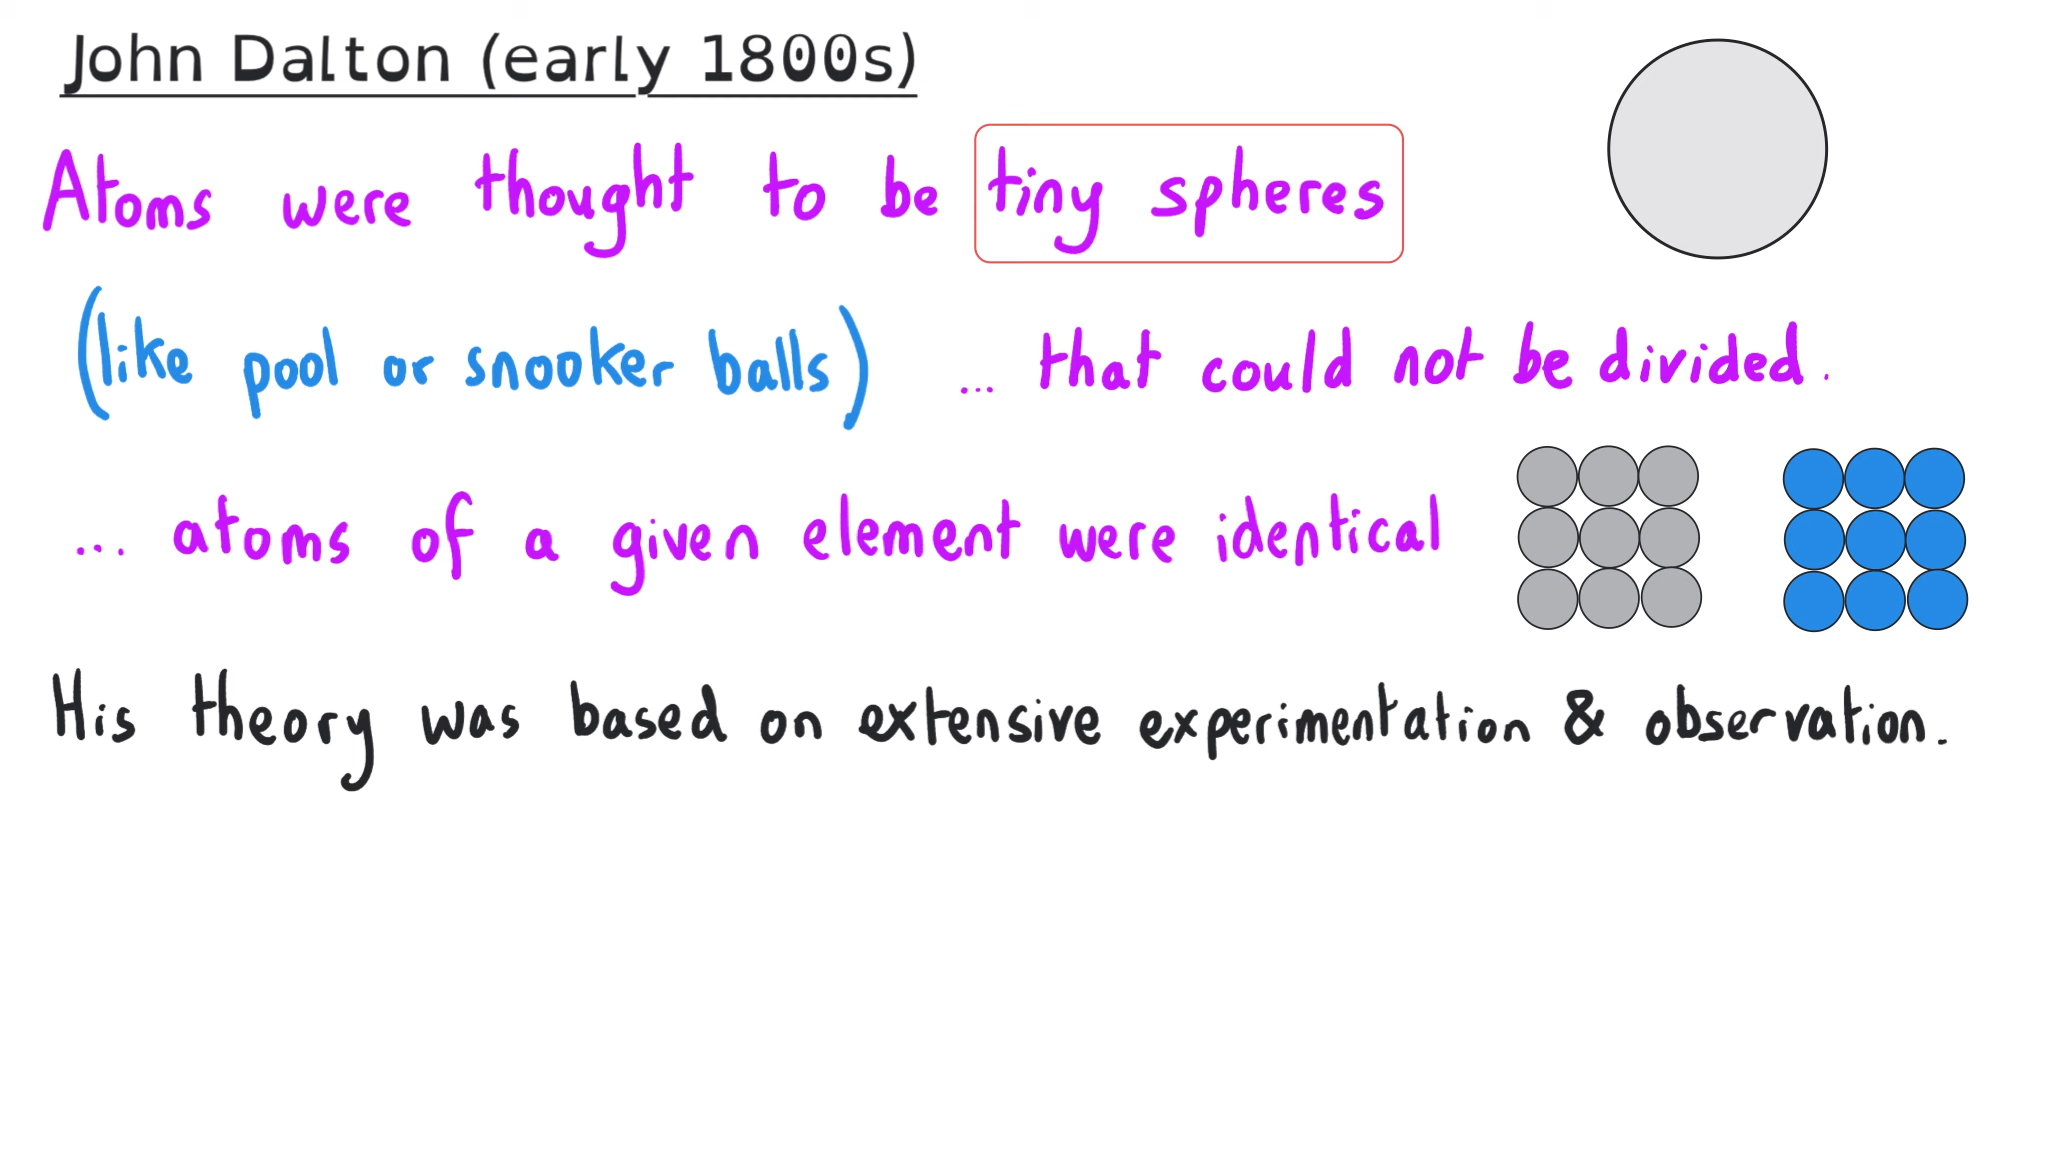 John Dalton (early 1800s)
Atoms were thought to be tiny spheres
(like pool or snooker balls) ... that could not be divided.
... atoms of a given element were identical
His theory was based on extensive experimentation & observation.